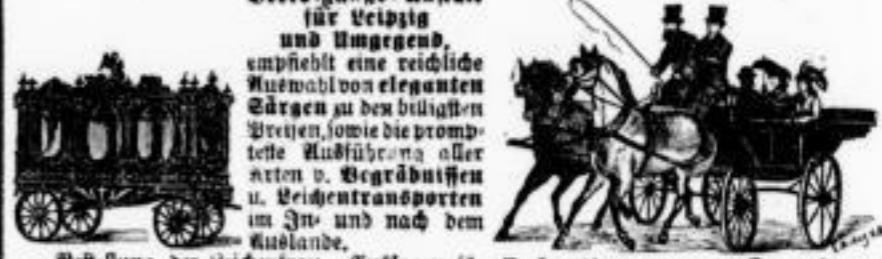 für Leipzig
und Umgegend,
empfiehlt eine reichliche
Auswahl von eleganten
Särgen zu den billigsten
Preisen, sowie die promp-
teste Ausführung aller
Arten v. Begräbnissen
u. Leichentransporten
im In- und nach dem
Auslande.